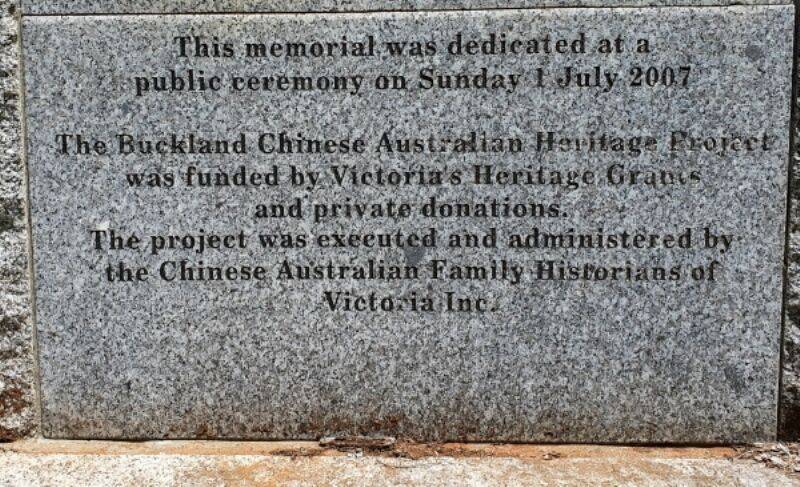 This memorial was dedicated at a
public ceremony on Sunday 1 July 2007
The Buckland Chinese Australian Heritage Project
was funded by Victoria's Heritage Grants
and private donations.
The project was executed and administered by
the Chinese Australian Family Historians of
Victoria Inc.